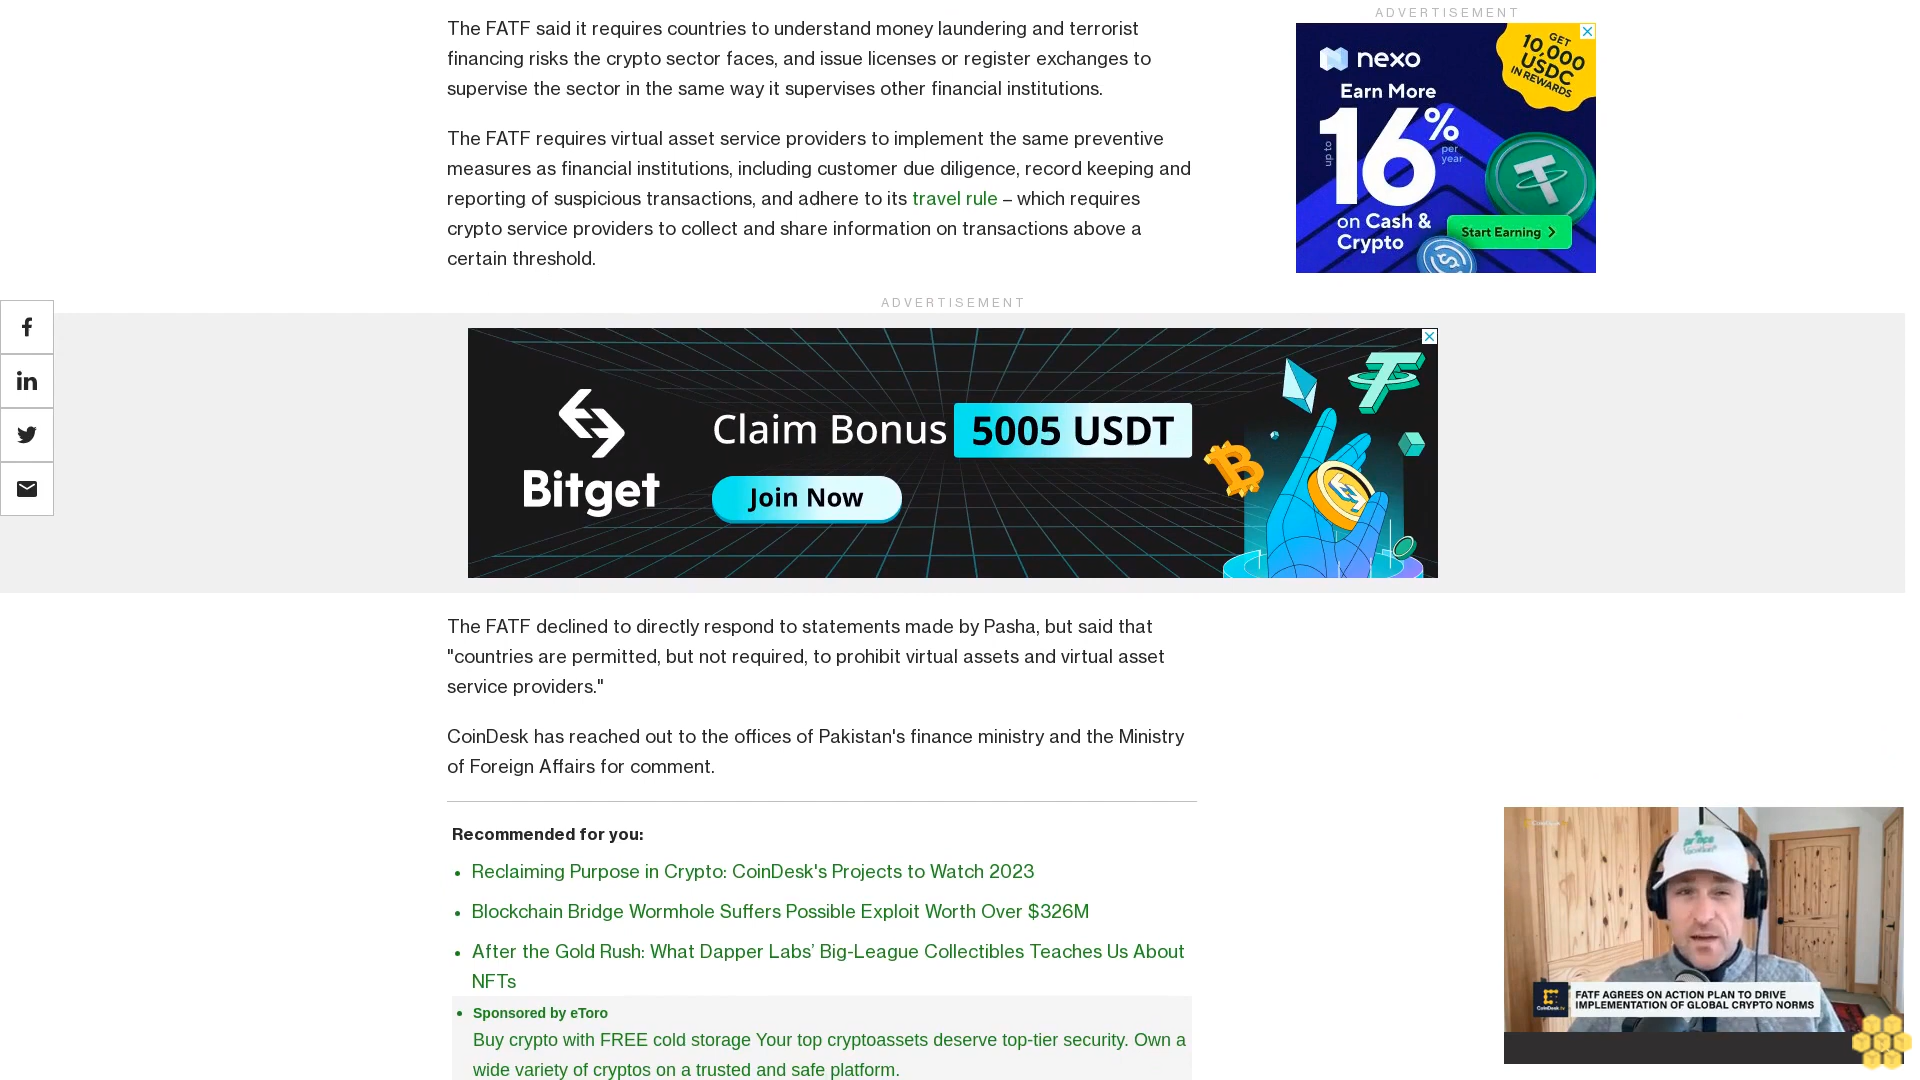 The FATF said it requires countries to understand money laundering and terrorist
financing risks the crypto sector faces, and issue licenses or register exchanges to
supervise the sector in the same way it supervises other financial institutions.
The FATF requires virtual asset service providers to implement the same preventive
measures as financial institutions, including customer due diligence, record keeping and
reporting of suspicious transactions, and adhere to its travel rule – which requires
crypto service providers to collect and share information on transactions above a
certain threshold.
ADVERTISEMENT
nexo
GET
10,000
USDC
IN REWARDS
Earn More
up to
16%
per
year
on Cash &
Crypto
Start Earning
ADVERTISEMENT
Bitget
Claim Bonus 5005 USDT
Join Now
The FATF declined to directly respond to statements made by Pasha, but said that
"countries are permitted, but not required, to prohibit virtual assets and virtual asset
service providers."
CoinDesk has reached out to the offices of Pakistan's finance ministry and the Ministry
of Foreign Affairs for comment.
Recommended for you:
• Reclaiming Purpose in Crypto: CoinDesk's Projects to Watch 2023
• Blockchain Bridge Wormhole Suffers Possible Exploit Worth Over $326M
• After the Gold Rush: What Dapper Labs’ Big-League Collectibles Teaches Us About
NFTs
• Sponsored by eToro
Buy crypto with FREE cold storage Your top cryptoassets deserve top-tier security. Own a
wide variety of cryptos on a trusted and safe platform.
FATF AGREES ON ACTION PLAN TO DRIVE
IMPLEMENTATION OF GLOBAL CRYPTO NORMS